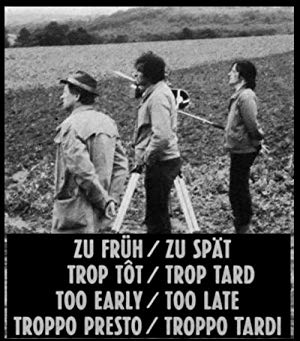 ZU FRÜH / ZU SPÄT
TROP TÔT / TROP TARD
TOO EARLY / TOO LATE
TROPPO PRESTO / TROPPO TARDI